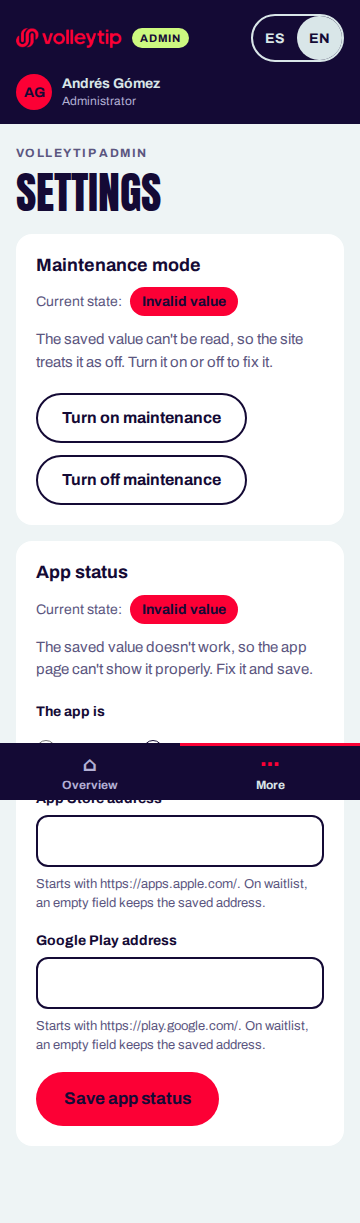 volleytip ADMIN ES EN
AG Andrés Gómez
Administrator
VOLLEYTIP ADMIN
SETTINGS
Maintenance mode
Current state: Invalid value
The saved value can't be read, so the site
treats it as off. Turn it on or off to fix it.
Turn on maintenance
Turn off maintenance
App status
Current state: Invalid value
The saved value doesn't work, so the app
page can't show it properly. Fix it and save.
The app is
Overview More
App Store address
Starts with https://apps.apple.com/. On waitlist,
an empty field keeps the saved address.
Google Play address
Starts with https://play.google.com/. On waitlist,
an empty field keeps the saved address.
Save app status